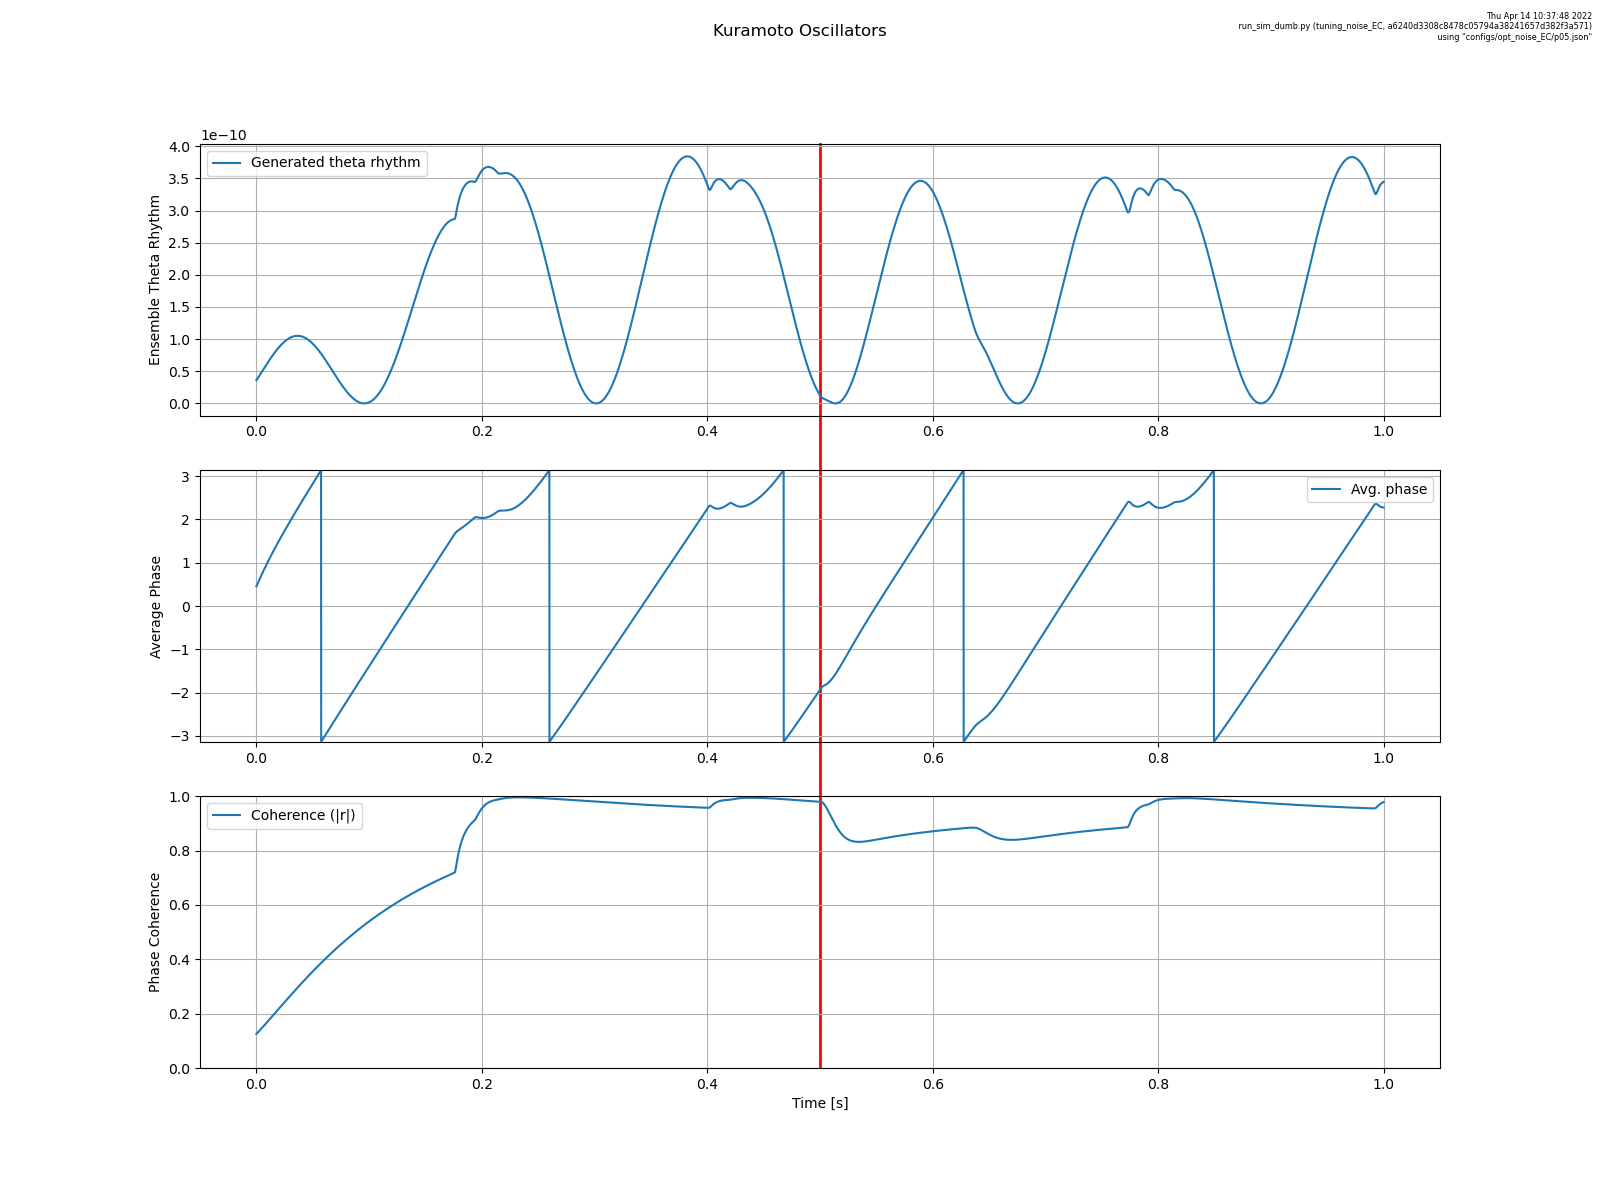 Thu Apr 14 10:37:48 2022
run_sim_dumb.py (tuning_noise_EC, a6240d3308c8478c05794a38241657d382f3a571)
using "configs/opt_noise_EC/p05.json"
Kuramoto Oscillators
1e−10
Generated theta rhythm
Ensemble Theta Rhythm
4.0
3.5
3.0
2.5
2.0
1.5
1.0
0.5
0.0
0.0 0.2 0.4 0.6 0.8 1.0
Avg. phase
Average Phase
3
2
1
0
−1
−2
−3
0.0 0.2 0.4 0.6 0.8 1.0
Coherence (|r|)
Phase Coherence
1.0
0.8
0.6
0.4
0.2
0.0
0.0 0.2 0.4 0.6 0.8 1.0
Time [s]